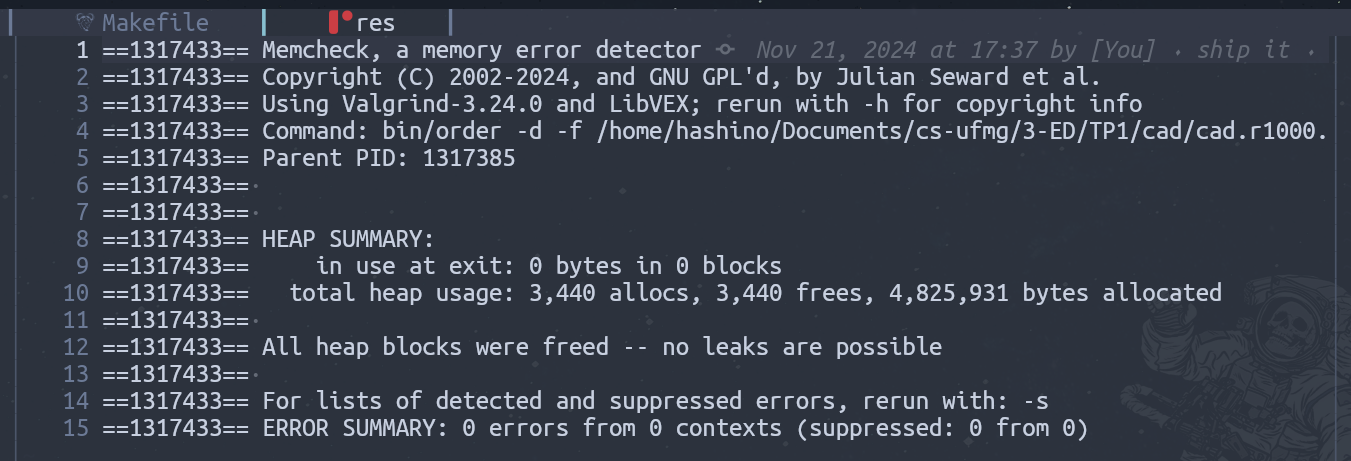 Makefile res
1 ==1317433== Memcheck, a memory error detector Nov 21, 2024 at 17:37 by [You] · ship it ·
2 ==1317433== Copyright (C) 2002-2024, and GNU GPL'd, by Julian Seward et al.
3 ==1317433== Using Valgrind-3.24.0 and LibVEX; rerun with -h for copyright info
4 ==1317433== Command: bin/order -d -f /home/hashino/Documents/cs-ufmg/3-ED/TP1/cad/cad.r1000.
5 ==1317433== Parent PID: 1317385
6 ==1317433==·
7 ==1317433==·
8 ==1317433== HEAP SUMMARY:
9 ==1317433==     in use at exit: 0 bytes in 0 blocks
10 ==1317433==   total heap usage: 3,440 allocs, 3,440 frees, 4,825,931 bytes allocated
11 ==1317433==·
12 ==1317433== All heap blocks were freed -- no leaks are possible
13 ==1317433==·
14 ==1317433== For lists of detected and suppressed errors, rerun with: -s
15 ==1317433== ERROR SUMMARY: 0 errors from 0 contexts (suppressed: 0 from 0)